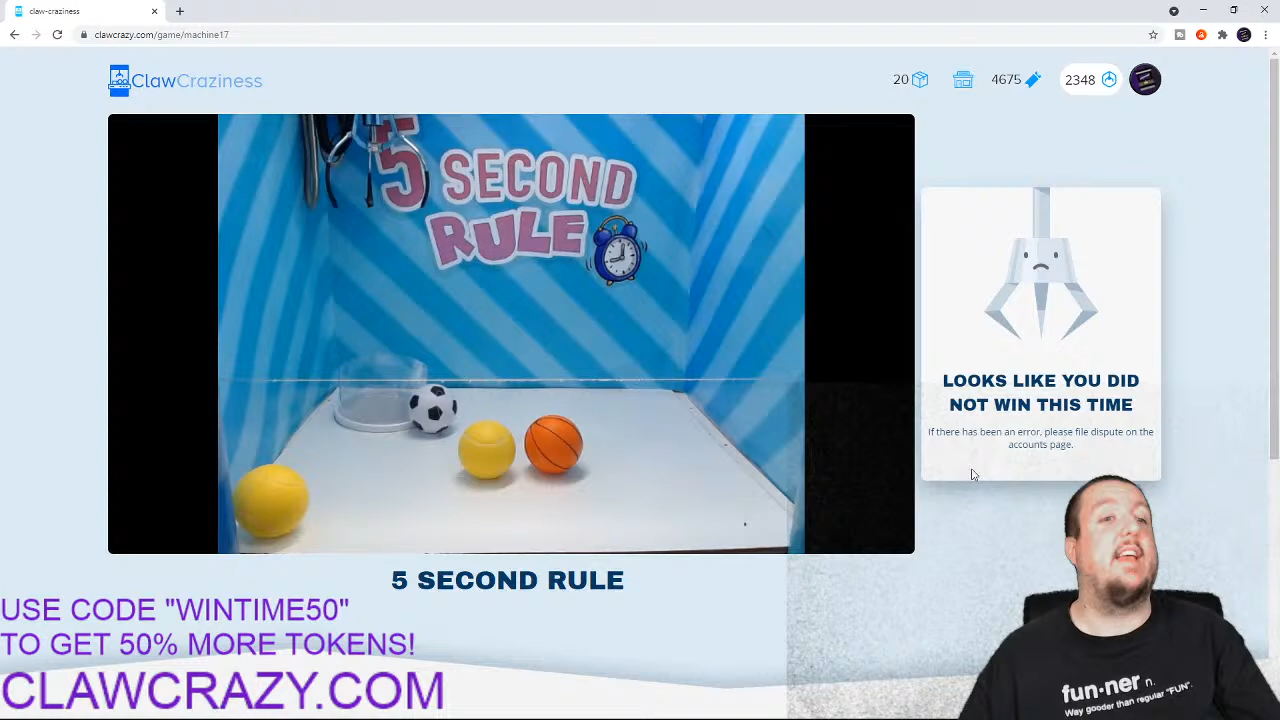 claw-craziness
clawcrazy.com/game/machine17
ClawCraziness
20
4675
2348
5 SECOND
RULE
LOOKS LIKE YOU DID
NOT WIN THIS TIME
If there has been an error, please file dispute on the
accounts page.
5 SECOND RULE
USE CODE "WINTIME50"
TO GET 50% MORE TOKENS!
CLAWCRAZY.COM
fun·ner n.
Way gooder than regular "FUN".